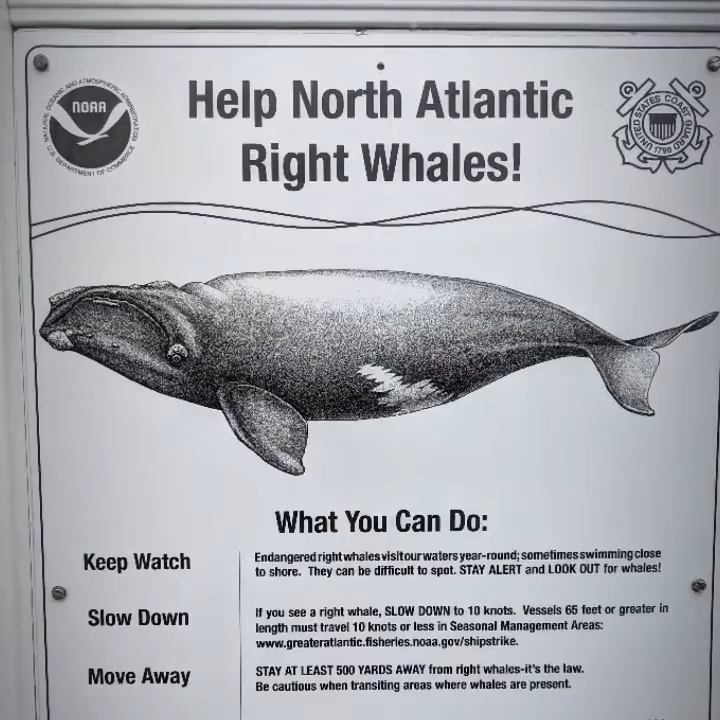 Help North Atlantic
Right Whales!
NATIONAL OCEANIC AND ATMOSPHERIC ADMINISTRATION
NOAA
U.S. DEPARTMENT OF COMMERCE
UNITED STATES COAST GUARD
1790
What You Can Do:
Keep Watch
Endangered right whales visit our waters year-round; sometimes swimming close
to shore. They can be difficult to spot. STAY ALERT and LOOK OUT for whales!
Slow Down
If you see a right whale, SLOW DOWN to 10 knots. Vessels 65 feet or greater in
length must travel 10 knots or less in Seasonal Management Areas:
www.greateratlantic.fisheries.noaa.gov/shipstrike.
Move Away
STAY AT LEAST 500 YARDS AWAY from right whales-it's the law.
Be cautious when transiting areas where whales are present.